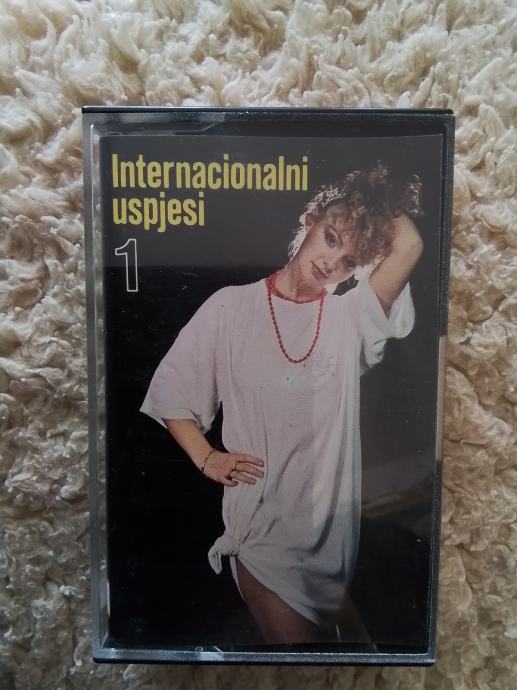 Internacionalni
uspjesi
1